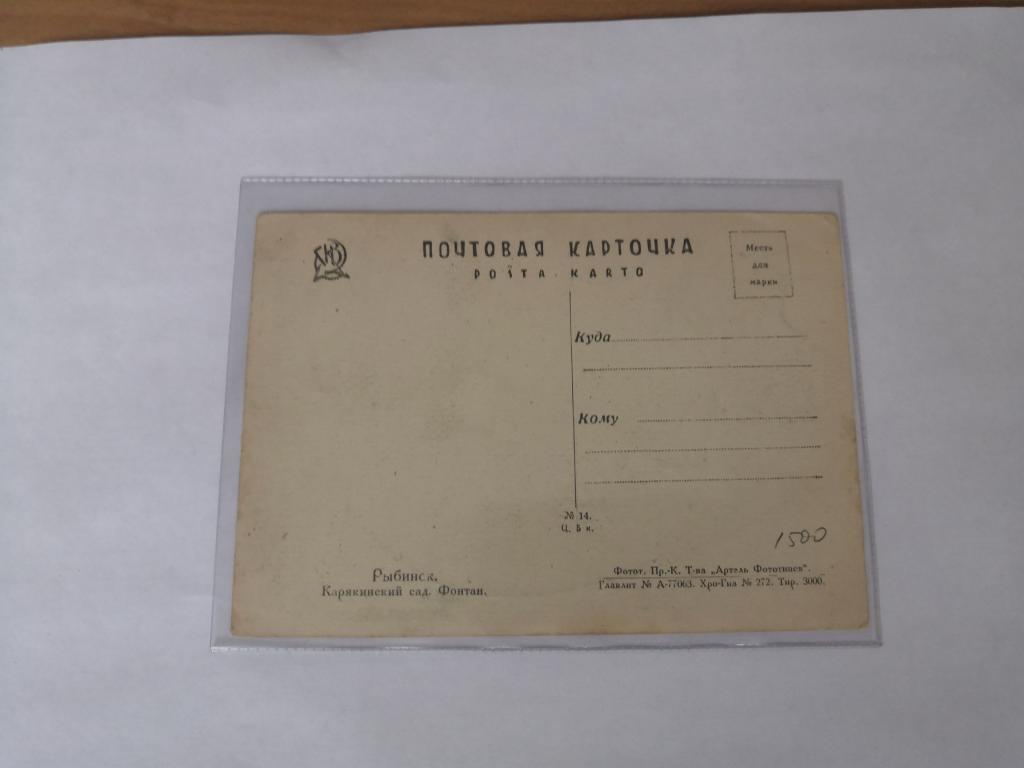 ПОЧТОВАЯ КАРТОЧКА
POŜTA KARTO
Место
для
марки
Куда
Кому
№ 14.
Ц. 5 к.
1500
Рыбинск.
Карякинский сад. Фонтан.
Фотот. Пр.-К. Т-ва „Артель Фототипев".
Главлит № А-77063. Хро-Гиз № 272. Тир. 3000.